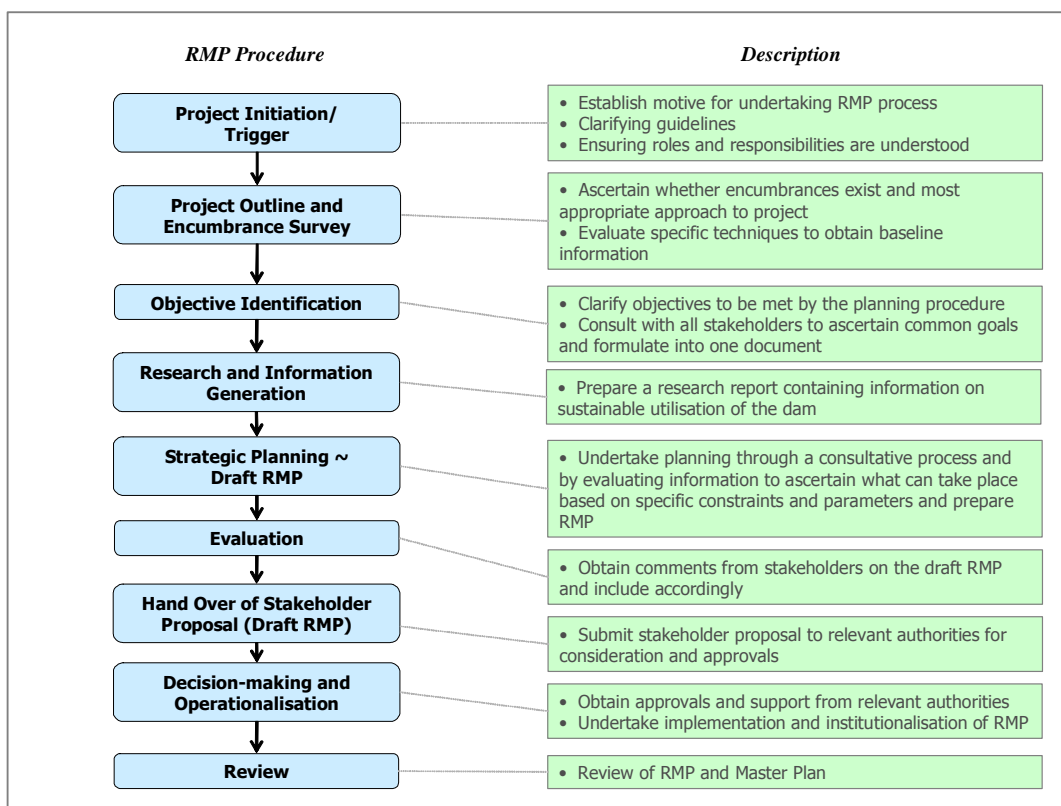 RMP Procedure
Description
Project Initiation/
Trigger
• Establish motive for undertaking RMP process
• Clarifying guidelines
• Ensuring roles and responsibilities are understood
Project Outline and
Encumbrance Survey
• Ascertain whether encumbrances exist and most
appropriate approach to project
• Evaluate specific techniques to obtain baseline
information
Objective Identification
• Clarify objectives to be met by the planning procedure
• Consult with all stakeholders to ascertain common goals
and formulate into one document
Research and Information
Generation
• Prepare a research report containing information on
sustainable utilisation of the dam
Strategic Planning ~
Draft RMP
• Undertake planning through a consultative process and
by evaluating information to ascertain what can take place
based on specific constraints and parameters and prepare
RMP
Evaluation
• Obtain comments from stakeholders on the draft RMP
and include accordingly
Hand Over of Stakeholder
Proposal (Draft RMP)
• Submit stakeholder proposal to relevant authorities for
consideration and approvals
Decision-making and
Operationalisation
• Obtain approvals and support from relevant authorities
• Undertake implementation and institutionalisation of RMP
Review
• Review of RMP and Master Plan